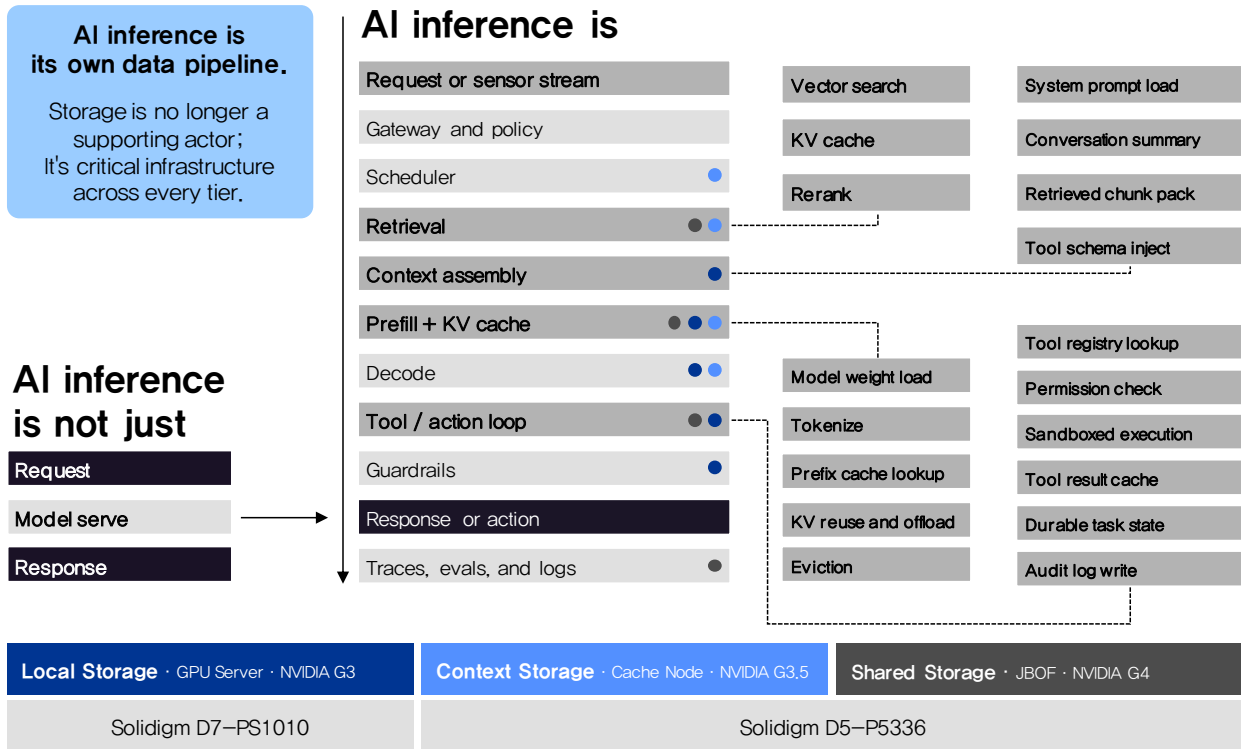 AI inference is
its own data pipeline.
Storage is no longer a
supporting actor;
It's critical infrastructure
across every tier.
AI inference
is not just
Request
Model serve
Response
AI inference is
Request or sensor stream
Gateway and policy
Scheduler
Retrieval
Context assembly
Prefill + KV cache
Decode
Tool / action loop
Guardrails
Response or action
Traces, evals, and logs
Vector search
KV cache
Rerank
System prompt load
Conversation summary
Retrieved chunk pack
Tool schema inject
Model weight load
Tokenize
Prefix cache lookup
KV reuse and offload
Eviction
Tool registry lookup
Permission check
Sandboxed execution
Tool result cache
Durable task state
Audit log write
Local Storage · GPU Server · NVIDIA G3
Context Storage · Cache Node · NVIDIA G3.5
Shared Storage · JBOF · NVIDIA G4
Solidigm D7–PS1010
Solidigm D5–P5336